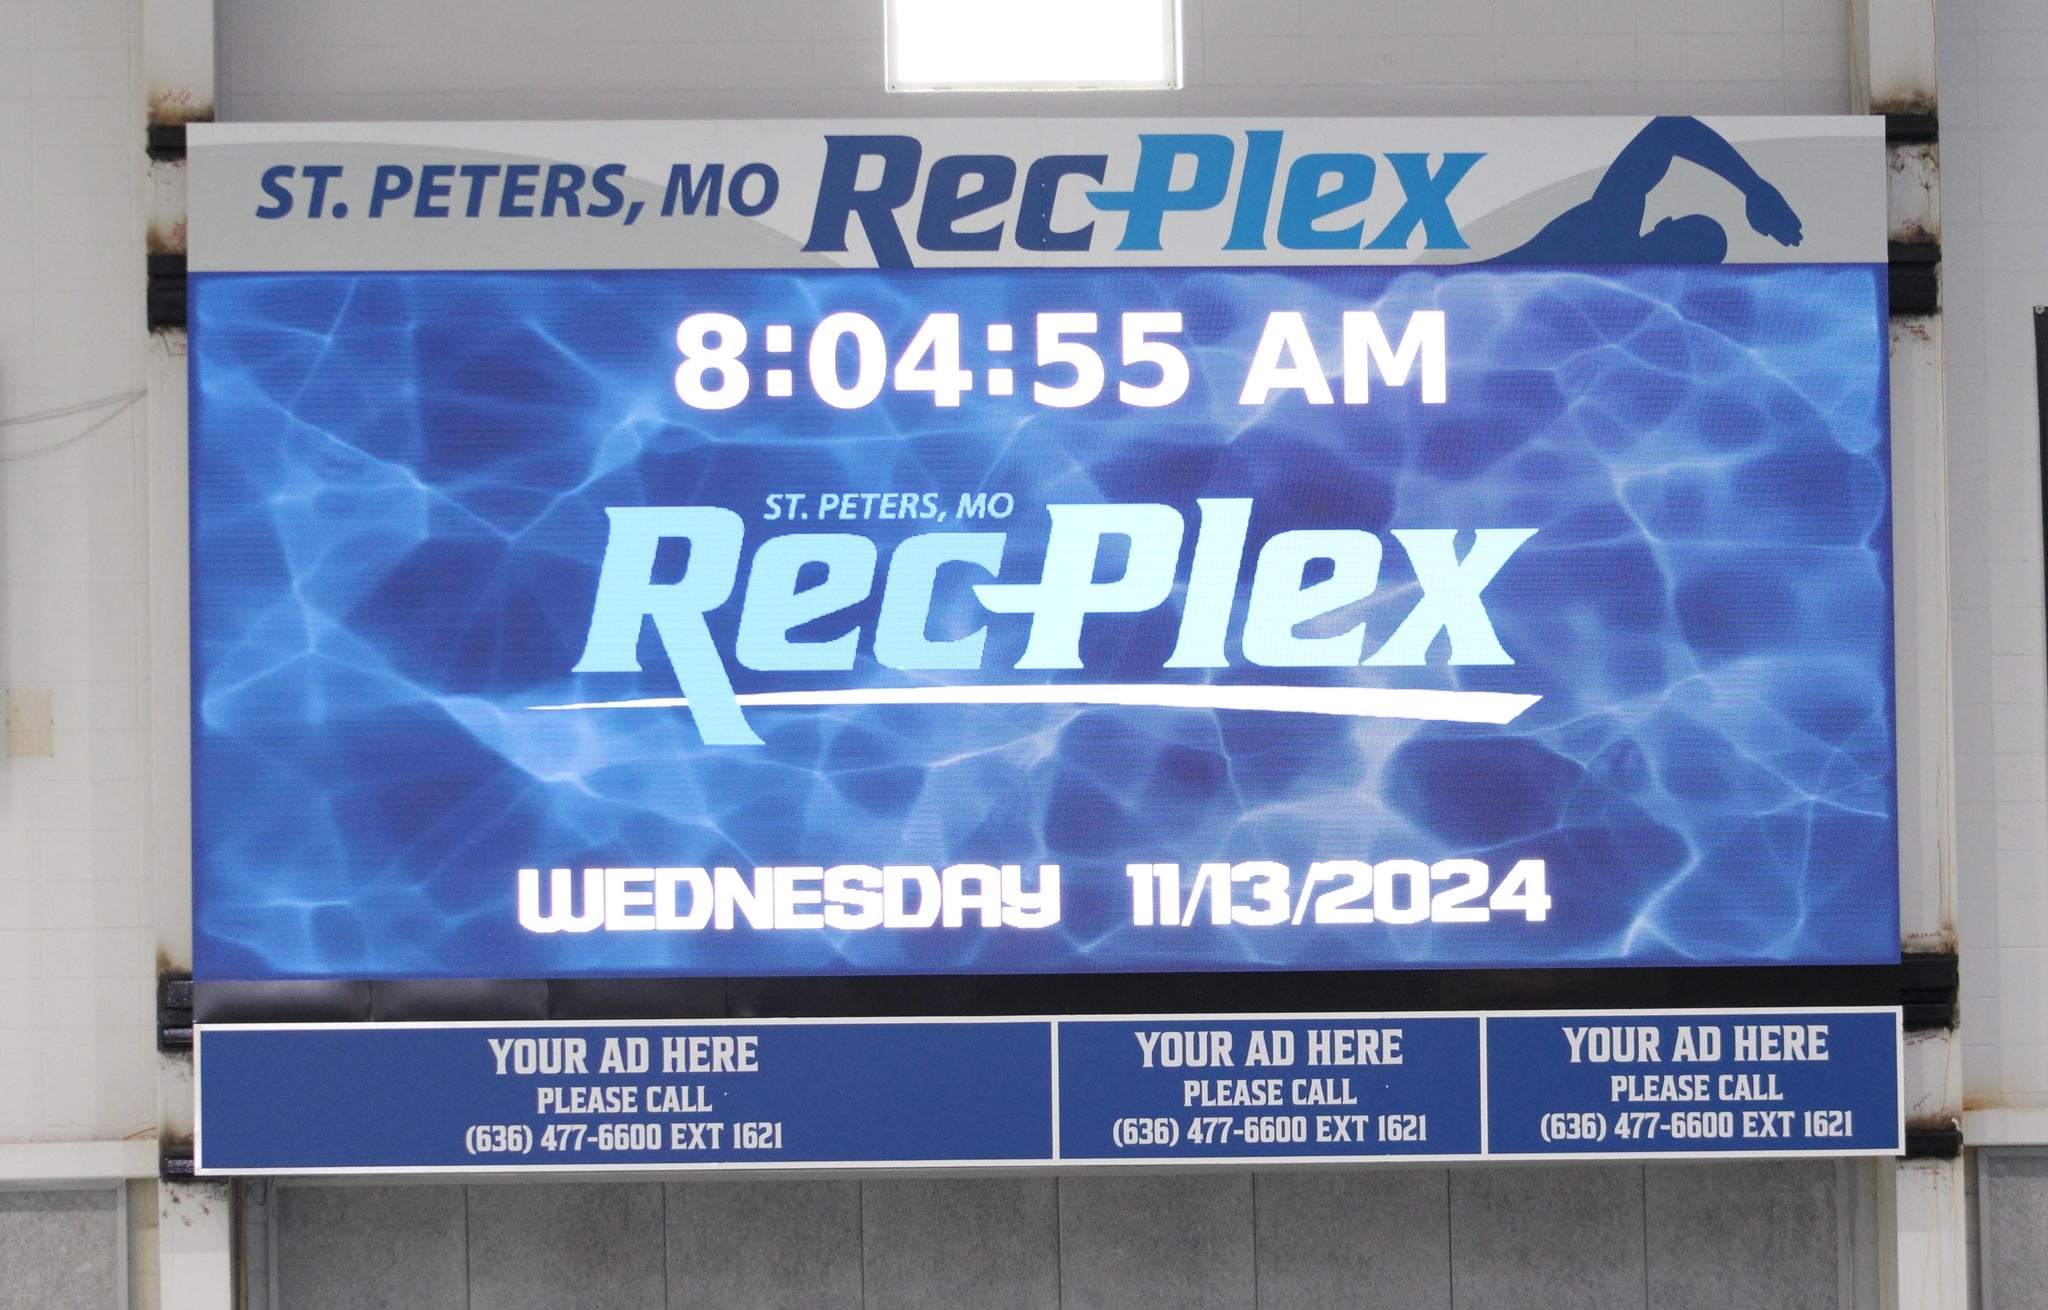 ST. PETERS, MO RecPlex
8:04:55 AM
ST. PETERS, MO
RecPlex
WEDNESDAY 11/13/2024
YOUR AD HERE
PLEASE CALL
(636) 477-6600 EXT 1621
YOUR AD HERE
PLEASE CALL
(636) 477-6600 EXT 1621
YOUR AD HERE
PLEASE CALL
(636) 477-6600 EXT 1621